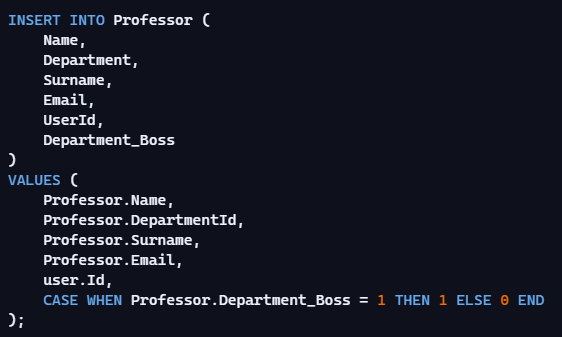 INSERT INTO Professor (
    Name,
    Department,
    Surname,
    Email,
    UserId,
    Department_Boss
)
VALUES (
    Professor.Name,
    Professor.DepartmentId,
    Professor.Surname,
    Professor.Email,
    user.Id,
    CASE WHEN Professor.Department_Boss = 1 THEN 1 ELSE 0 END
);